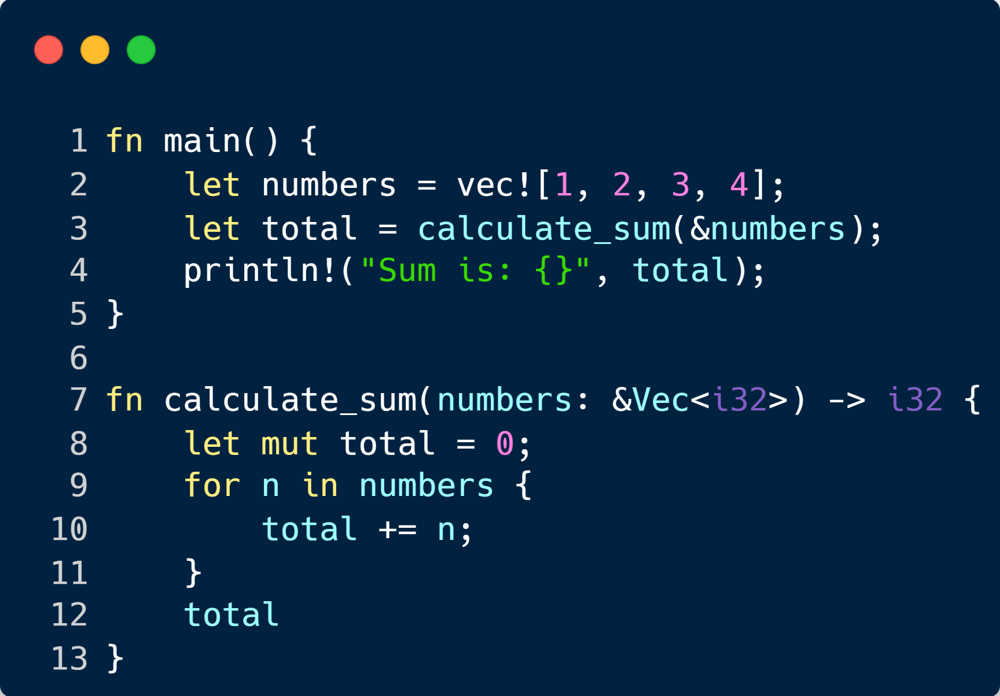 1 fn main() {
2     let numbers = vec![1, 2, 3, 4];
3     let total = calculate_sum(&numbers);
4     println!("Sum is: {}", total);
5 }
6
7 fn calculate_sum(numbers: &Vec<i32>) -> i32 {
8     let mut total = 0;
9     for n in numbers {
10         total += n;
11     }
12     total
13 }